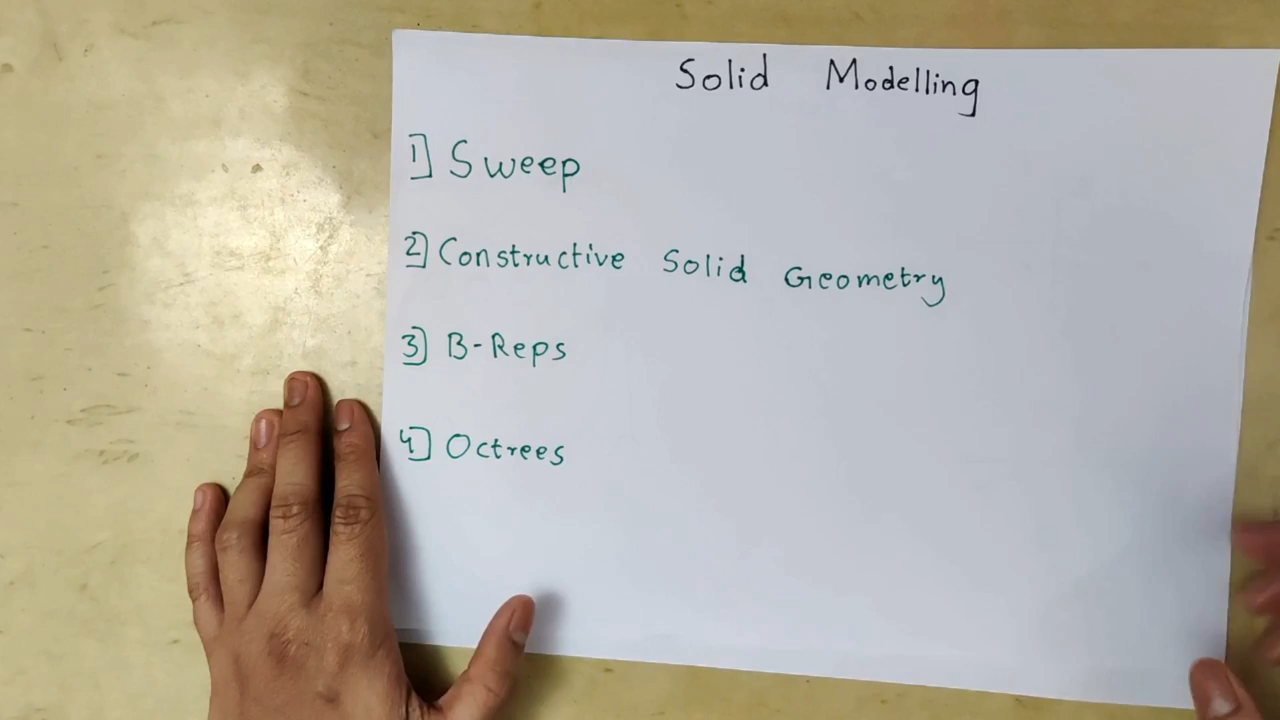 Solid Modelling
1] Sweep
2] Constructive Solid Geometry
3] B-Reps
4] Octrees